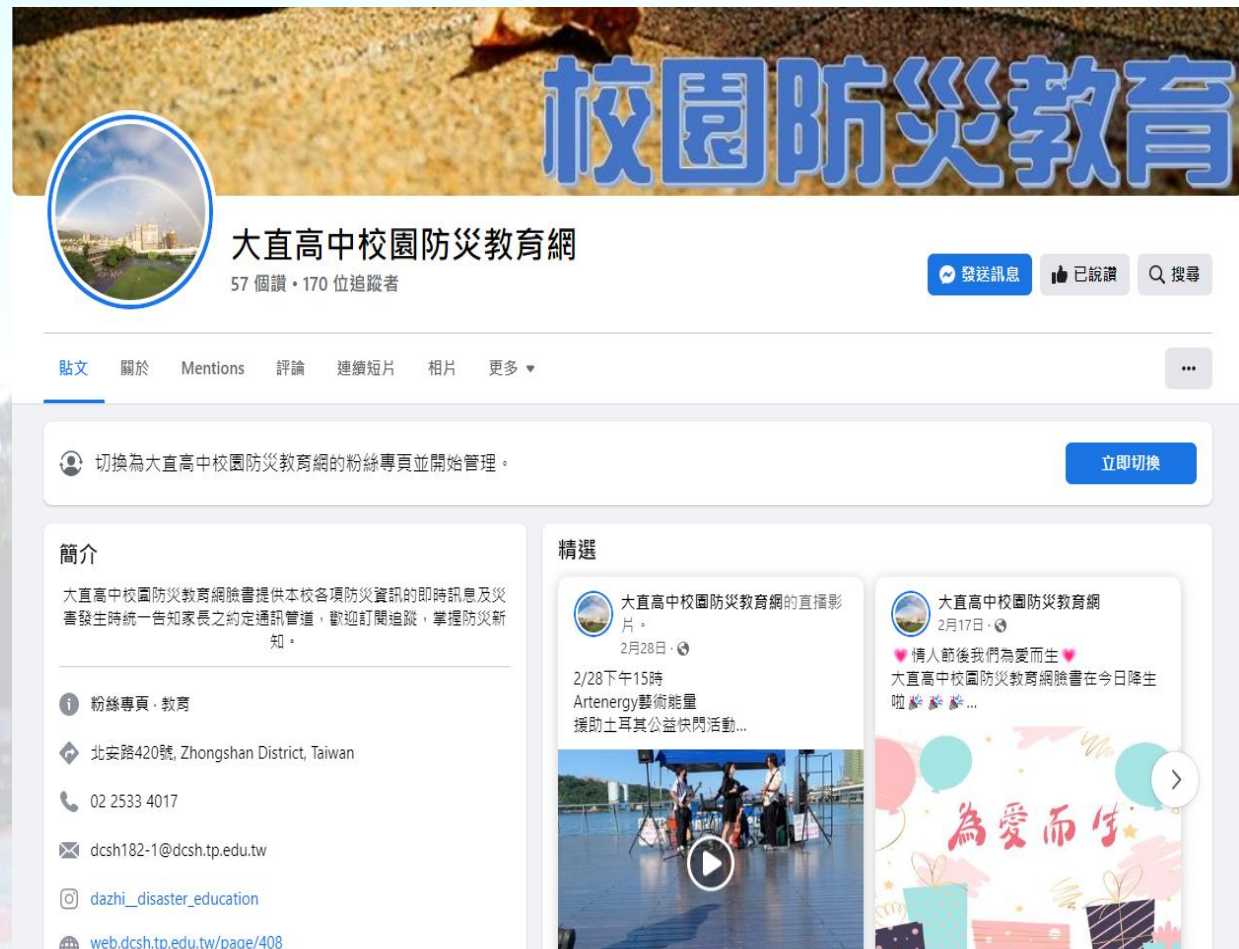 校園防災教育
大直高中校園防災教育網
57 個讚 • 170 位追蹤者
發送訊息
已說讚
搜尋
貼文
關於
Mentions
評論
連續短片
相片
更多
切換為大直高中校園防災教育網的粉絲專頁並開始管理。
立即切換
簡介
大直高中校園防災教育網臉書提供本校各項防災資訊的即時訊息及災
害發生時統一告知家長之約定通訊管道，歡迎訂閱追蹤，掌握防災新
知。
粉絲專頁 · 教育
北安路420號, Zhongshan District, Taiwan
02 2533 4017
dcsh182-1@dcsh.tp.edu.tw
dazhi__disaster_education
web.dcsh.tp.edu.tw/page/408
精選
大直高中校園防災教育網的直播影
片。
2月28日 ·
2/28下午15時
Artenergy藝術能量
援助土耳其公益快閃活動...
大直高中校園防災教育網
2月17日 ·
情人節後我們為愛而生
大直高中校園防災教育網臉書在今日降生
啦...
為愛而生